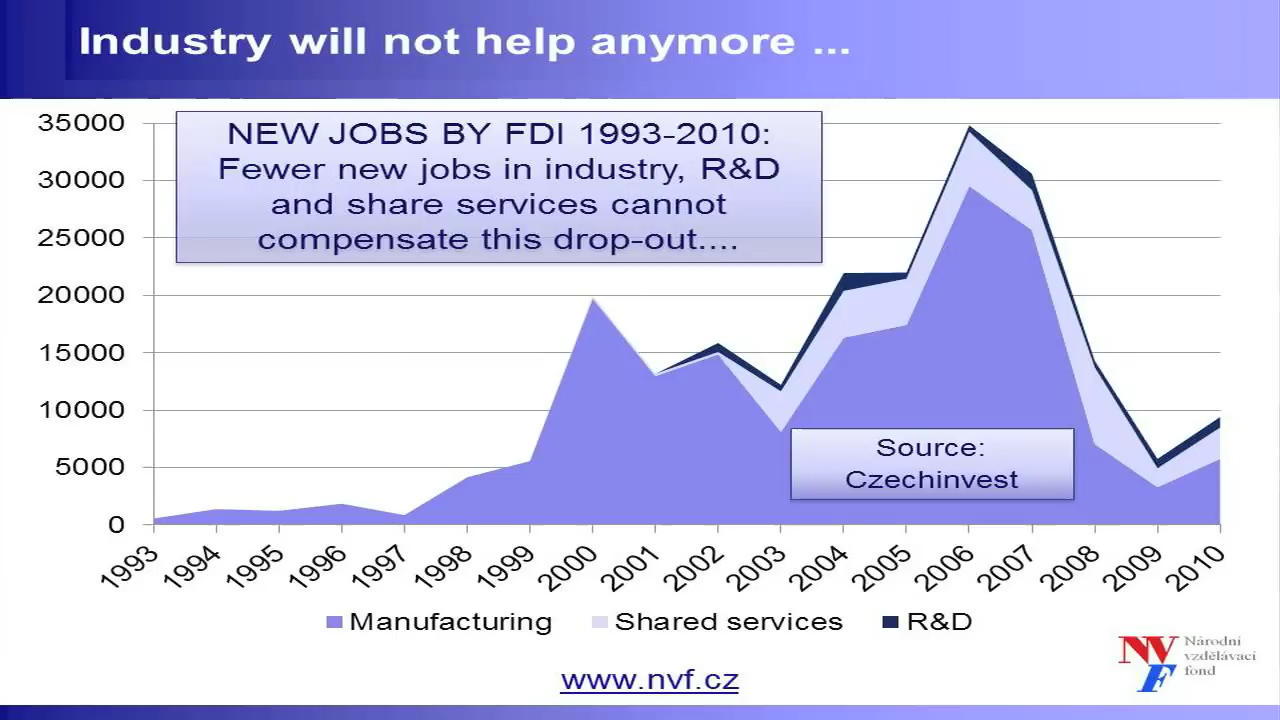 Industry will not help anymore ...
NEW JOBS BY FDI 1993-2010:
Fewer new jobs in industry, R&D
and share services cannot
compensate this drop-out....
35000
30000
25000
20000
15000
10000
5000
0
Source:
Czechinvest
1993 1994 1995 1996 1997 1998 1999 2000 2001 2002 2003 2004 2005 2006 2007 2008 2009 2010
Manufacturing Shared services R&D
www.nvf.cz
NVF
Národní
vzdělávací
fond